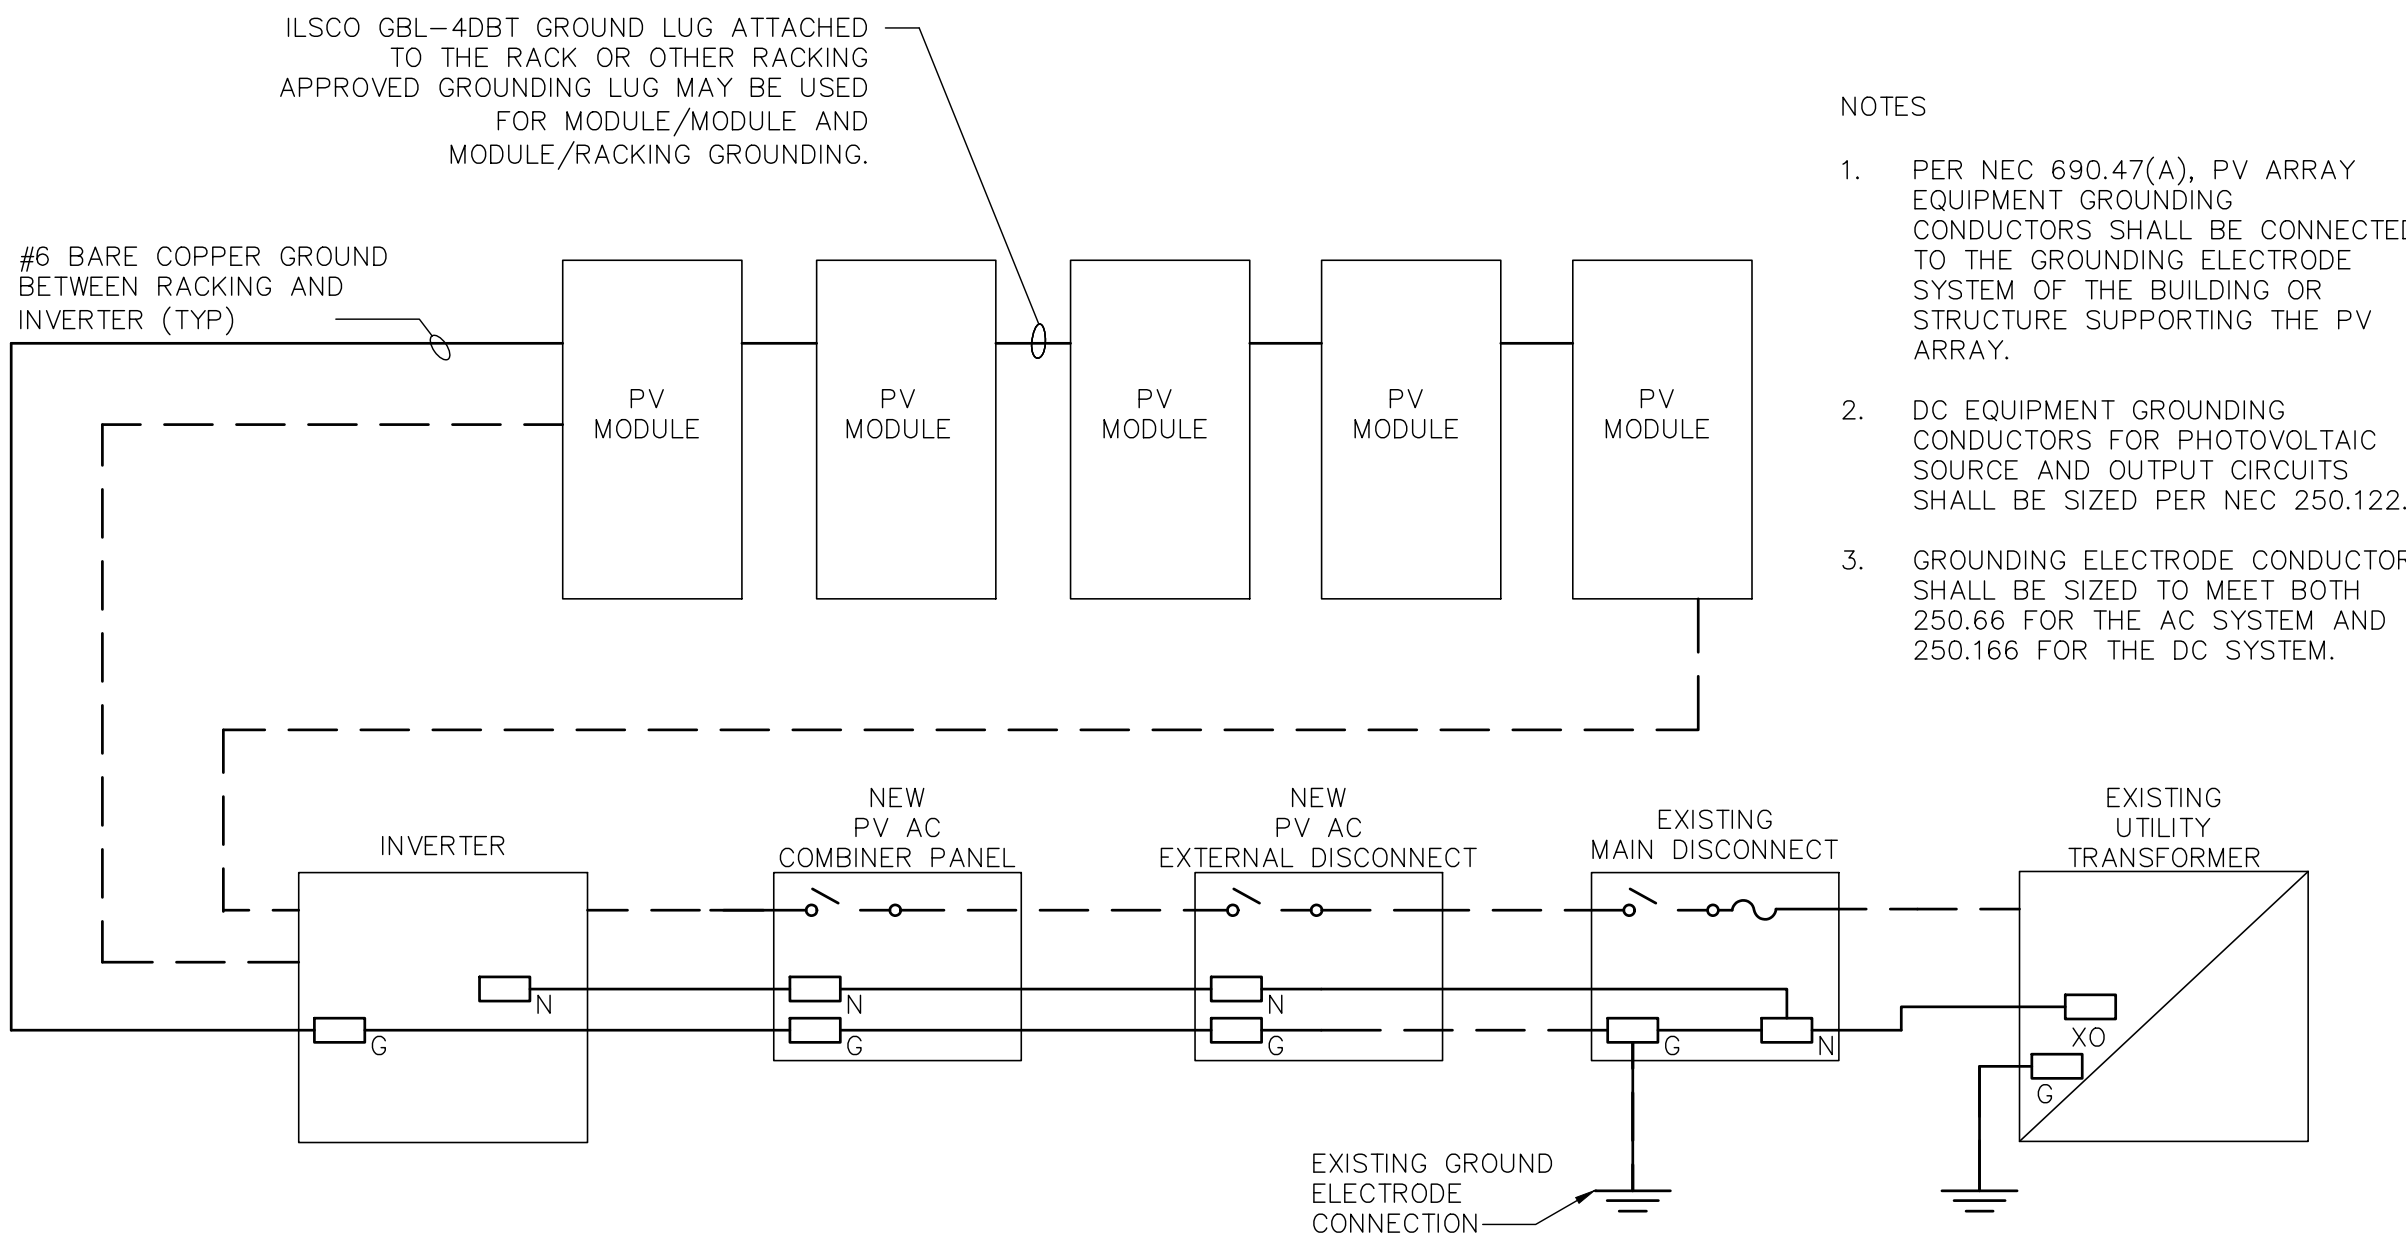 ILSCO GBL-4DBT GROUND LUG ATTACHED
TO THE RACK OR OTHER RACKING
APPROVED GROUNDING LUG MAY BE USED
FOR MODULE/MODULE AND
MODULE/RACKING GROUNDING.
#6 BARE COPPER GROUND
BETWEEN RACKING AND
INVERTER (TYP)
PV
MODULE
PV
MODULE
PV
MODULE
PV
MODULE
PV
MODULE
NOTES
1. PER NEC 690.47(A), PV ARRAY
EQUIPMENT GROUNDING
CONDUCTORS SHALL BE CONNECTED
TO THE GROUNDING ELECTRODE
SYSTEM OF THE BUILDING OR
STRUCTURE SUPPORTING THE PV
ARRAY.
2. DC EQUIPMENT GROUNDING
CONDUCTORS FOR PHOTOVOLTAIC
SOURCE AND OUTPUT CIRCUITS
SHALL BE SIZED PER NEC 250.122.
3. GROUNDING ELECTRODE CONDUCTOR
SHALL BE SIZED TO MEET BOTH
250.66 FOR THE AC SYSTEM AND
250.166 FOR THE DC SYSTEM.
INVERTER
N
G
NEW
PV AC
COMBINER PANEL
N
G
NEW
PV AC
EXTERNAL DISCONNECT
N
G
EXISTING
MAIN DISCONNECT
G
N
EXISTING
UTILITY
TRANSFORMER
XO
G
EXISTING GROUND
ELECTRODE
CONNECTION